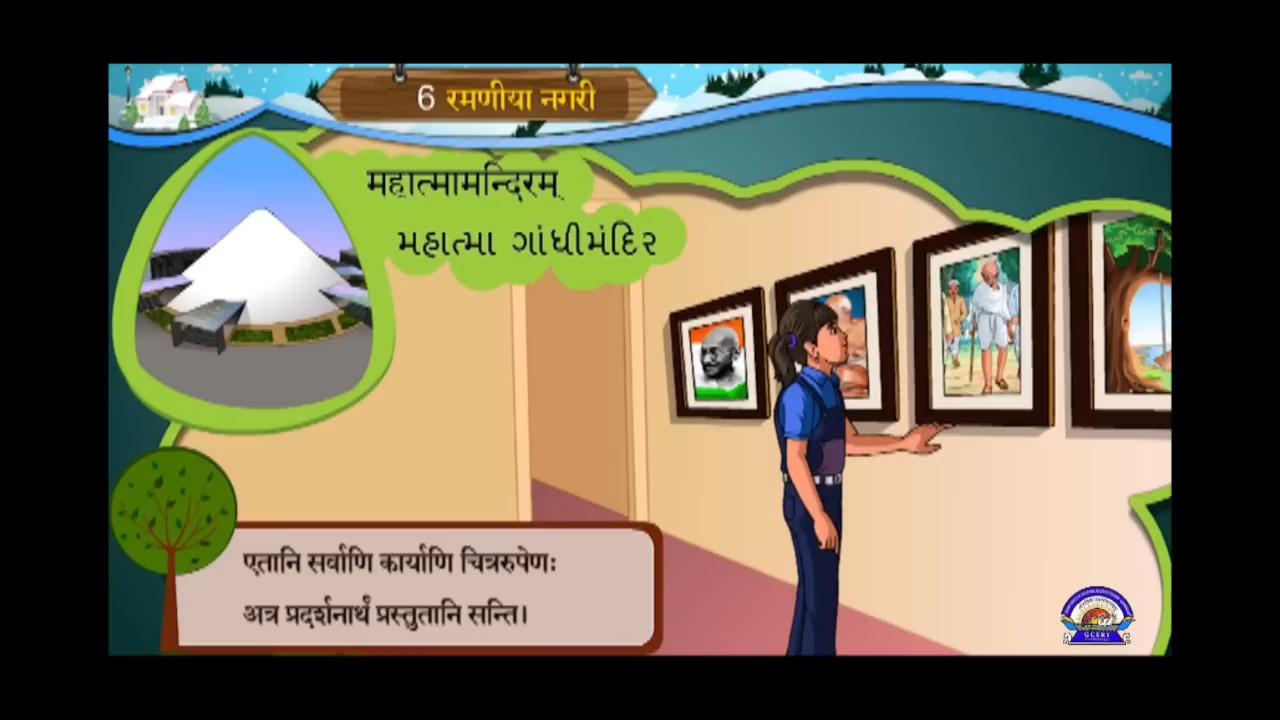 6 रमणीया नगरी
महात्मामन्दिरम्
મહાત્મા ગાંધીમંદિર
एतानि सर्वाणि कार्याणि चित्ररुपेणः
अत्र प्रदर्शनार्थं प्रस्तुतानि सन्ति।
GCERT